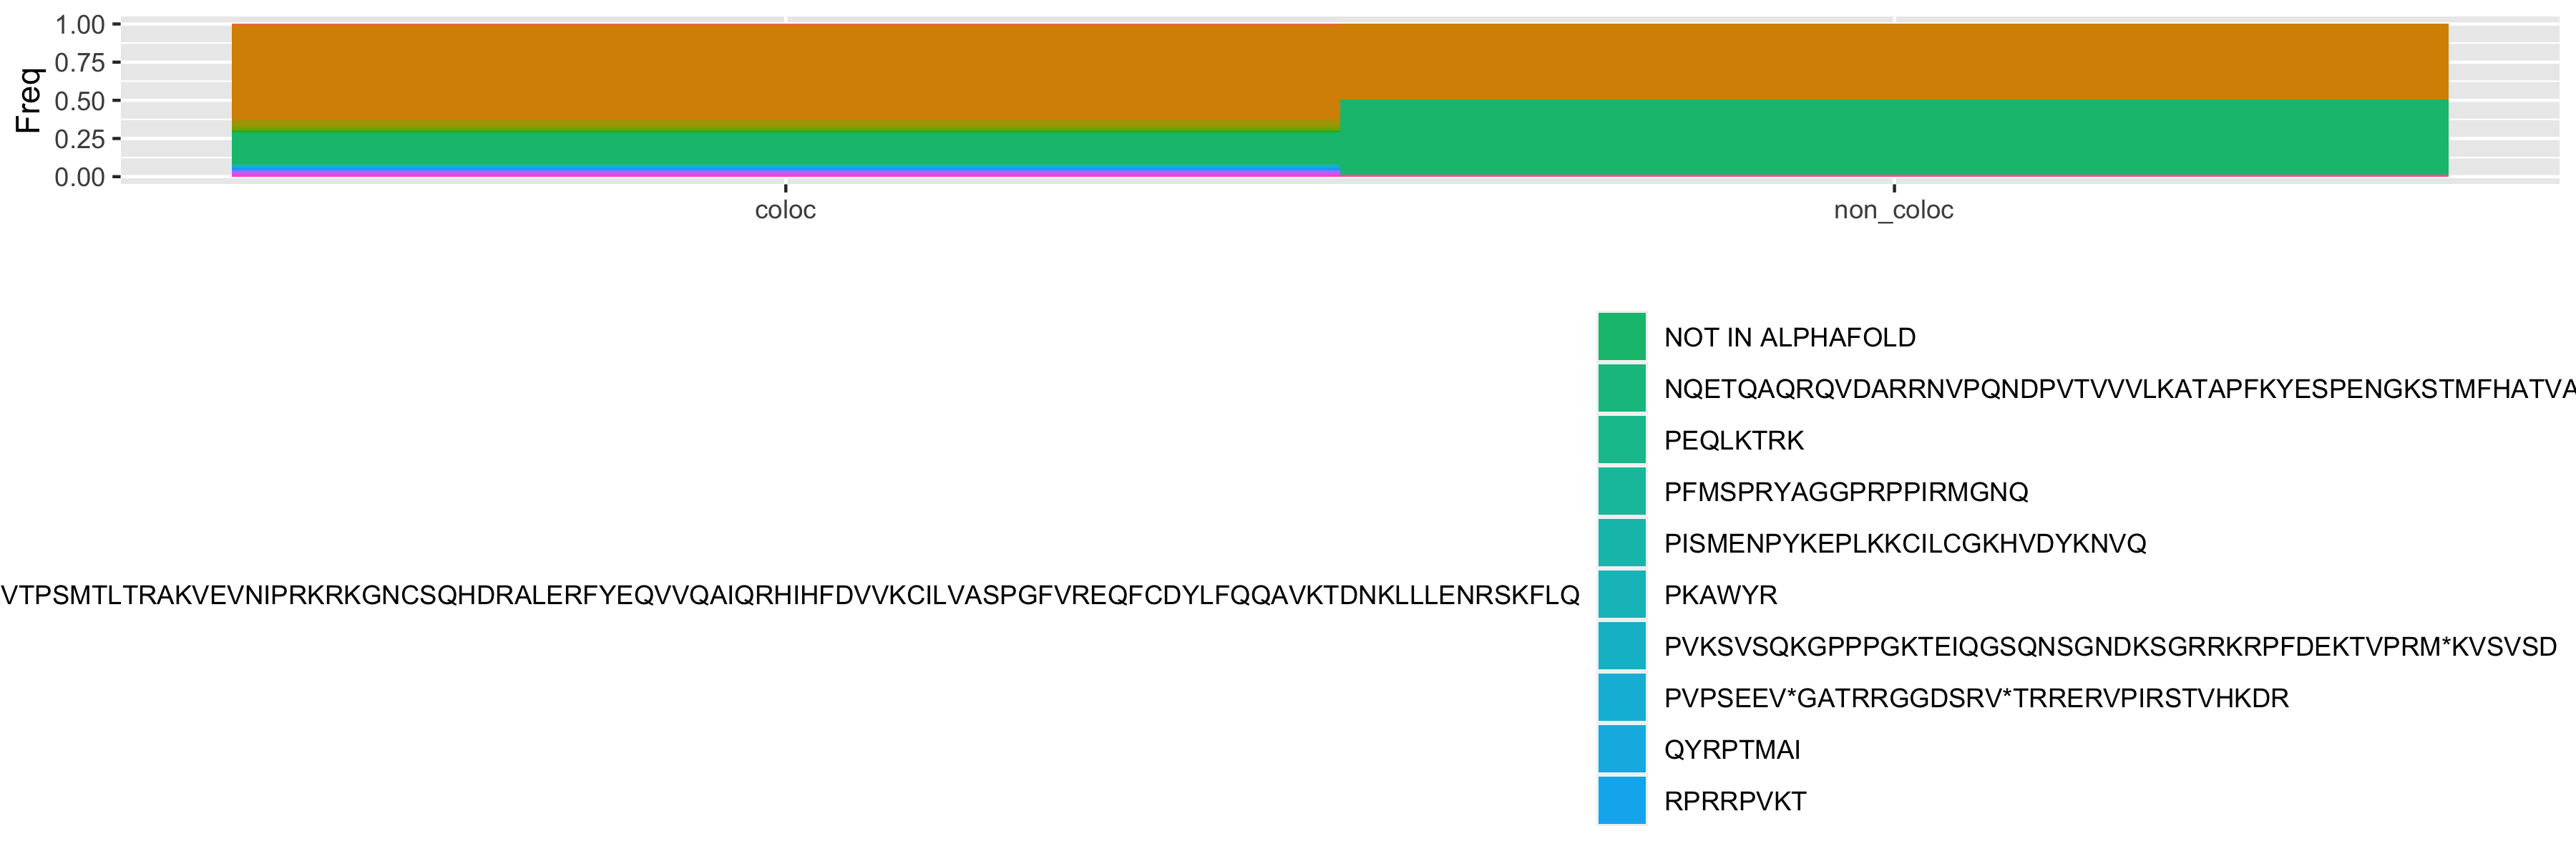 1.00
0.75
0.50
0.25
0.00
Freq
coloc
non_coloc
NOT IN ALPHAFOLD
NQETQAQRQVDARRNVPQNDPVTVVVLKATAPFKYESPENGKSTMFHATVA
PEQLKTRK
PFMSPRYAGGPRPPIRMGNQ
PISMENPYKEPLKKCILCGKHVDYKNVQ
VTPSMTLTRAKVEVNIPRKRKGNCSQHDRALERFYEQVVQAIQRHIHFDVVKCILVASPGFVREQFCDYLFQQAVKTDNKLLLENRSKFLQ
PKAWYR
PVKSVSQKGPPPGKTEIQGSQNSGNDKSGRRKRPFDEKTVPRM*KVSVSD
PVPSEEV*GATRRGGDSRV*TRRERVPIRSTVHKDR
QYRPTMAI
RPRRPVKT